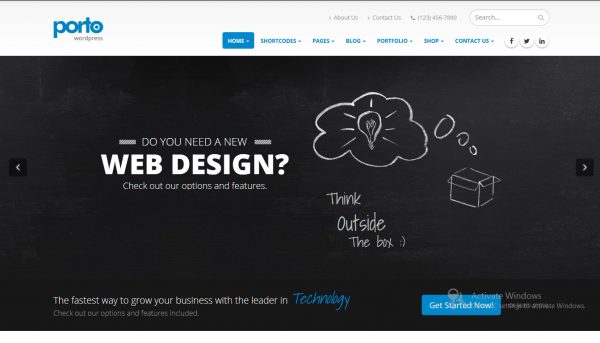 porto
wordpress
About Us
Contact Us
(123) 456-7890
Search...
HOME
SHORTCODES
PAGES
BLOG
PORTFOLIO
SHOP
CONTACT US
DO YOU NEED A NEW
WEB DESIGN?
Check out our options and features.
Think
Outside
The box :)
The fastest way to grow your business with the leader in Technology
Check out our options and features included.
Get Started Now!
Activate Windows
settings to activate Windows.